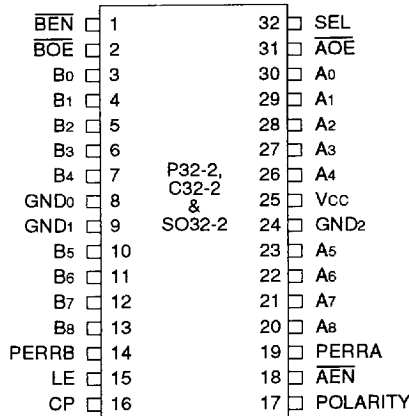 BEN 1 32 SEL
BOE 2 31 AOE
B0 3 30 A0
B1 4 29 A1
B2 5 28 A2
B3 6 27 A3
B4 7 P32-2, 26 A4
GND0 8 C32-2 25 VCC
GND1 9 & 24 GND2
B5 10 SO32-2 23 A5
B6 11 22 A6
B7 12 21 A7
B8 13 20 A8
PERRB 14 19 PERRA
LE 15 18 AEN
CP 16 17 POLARITY